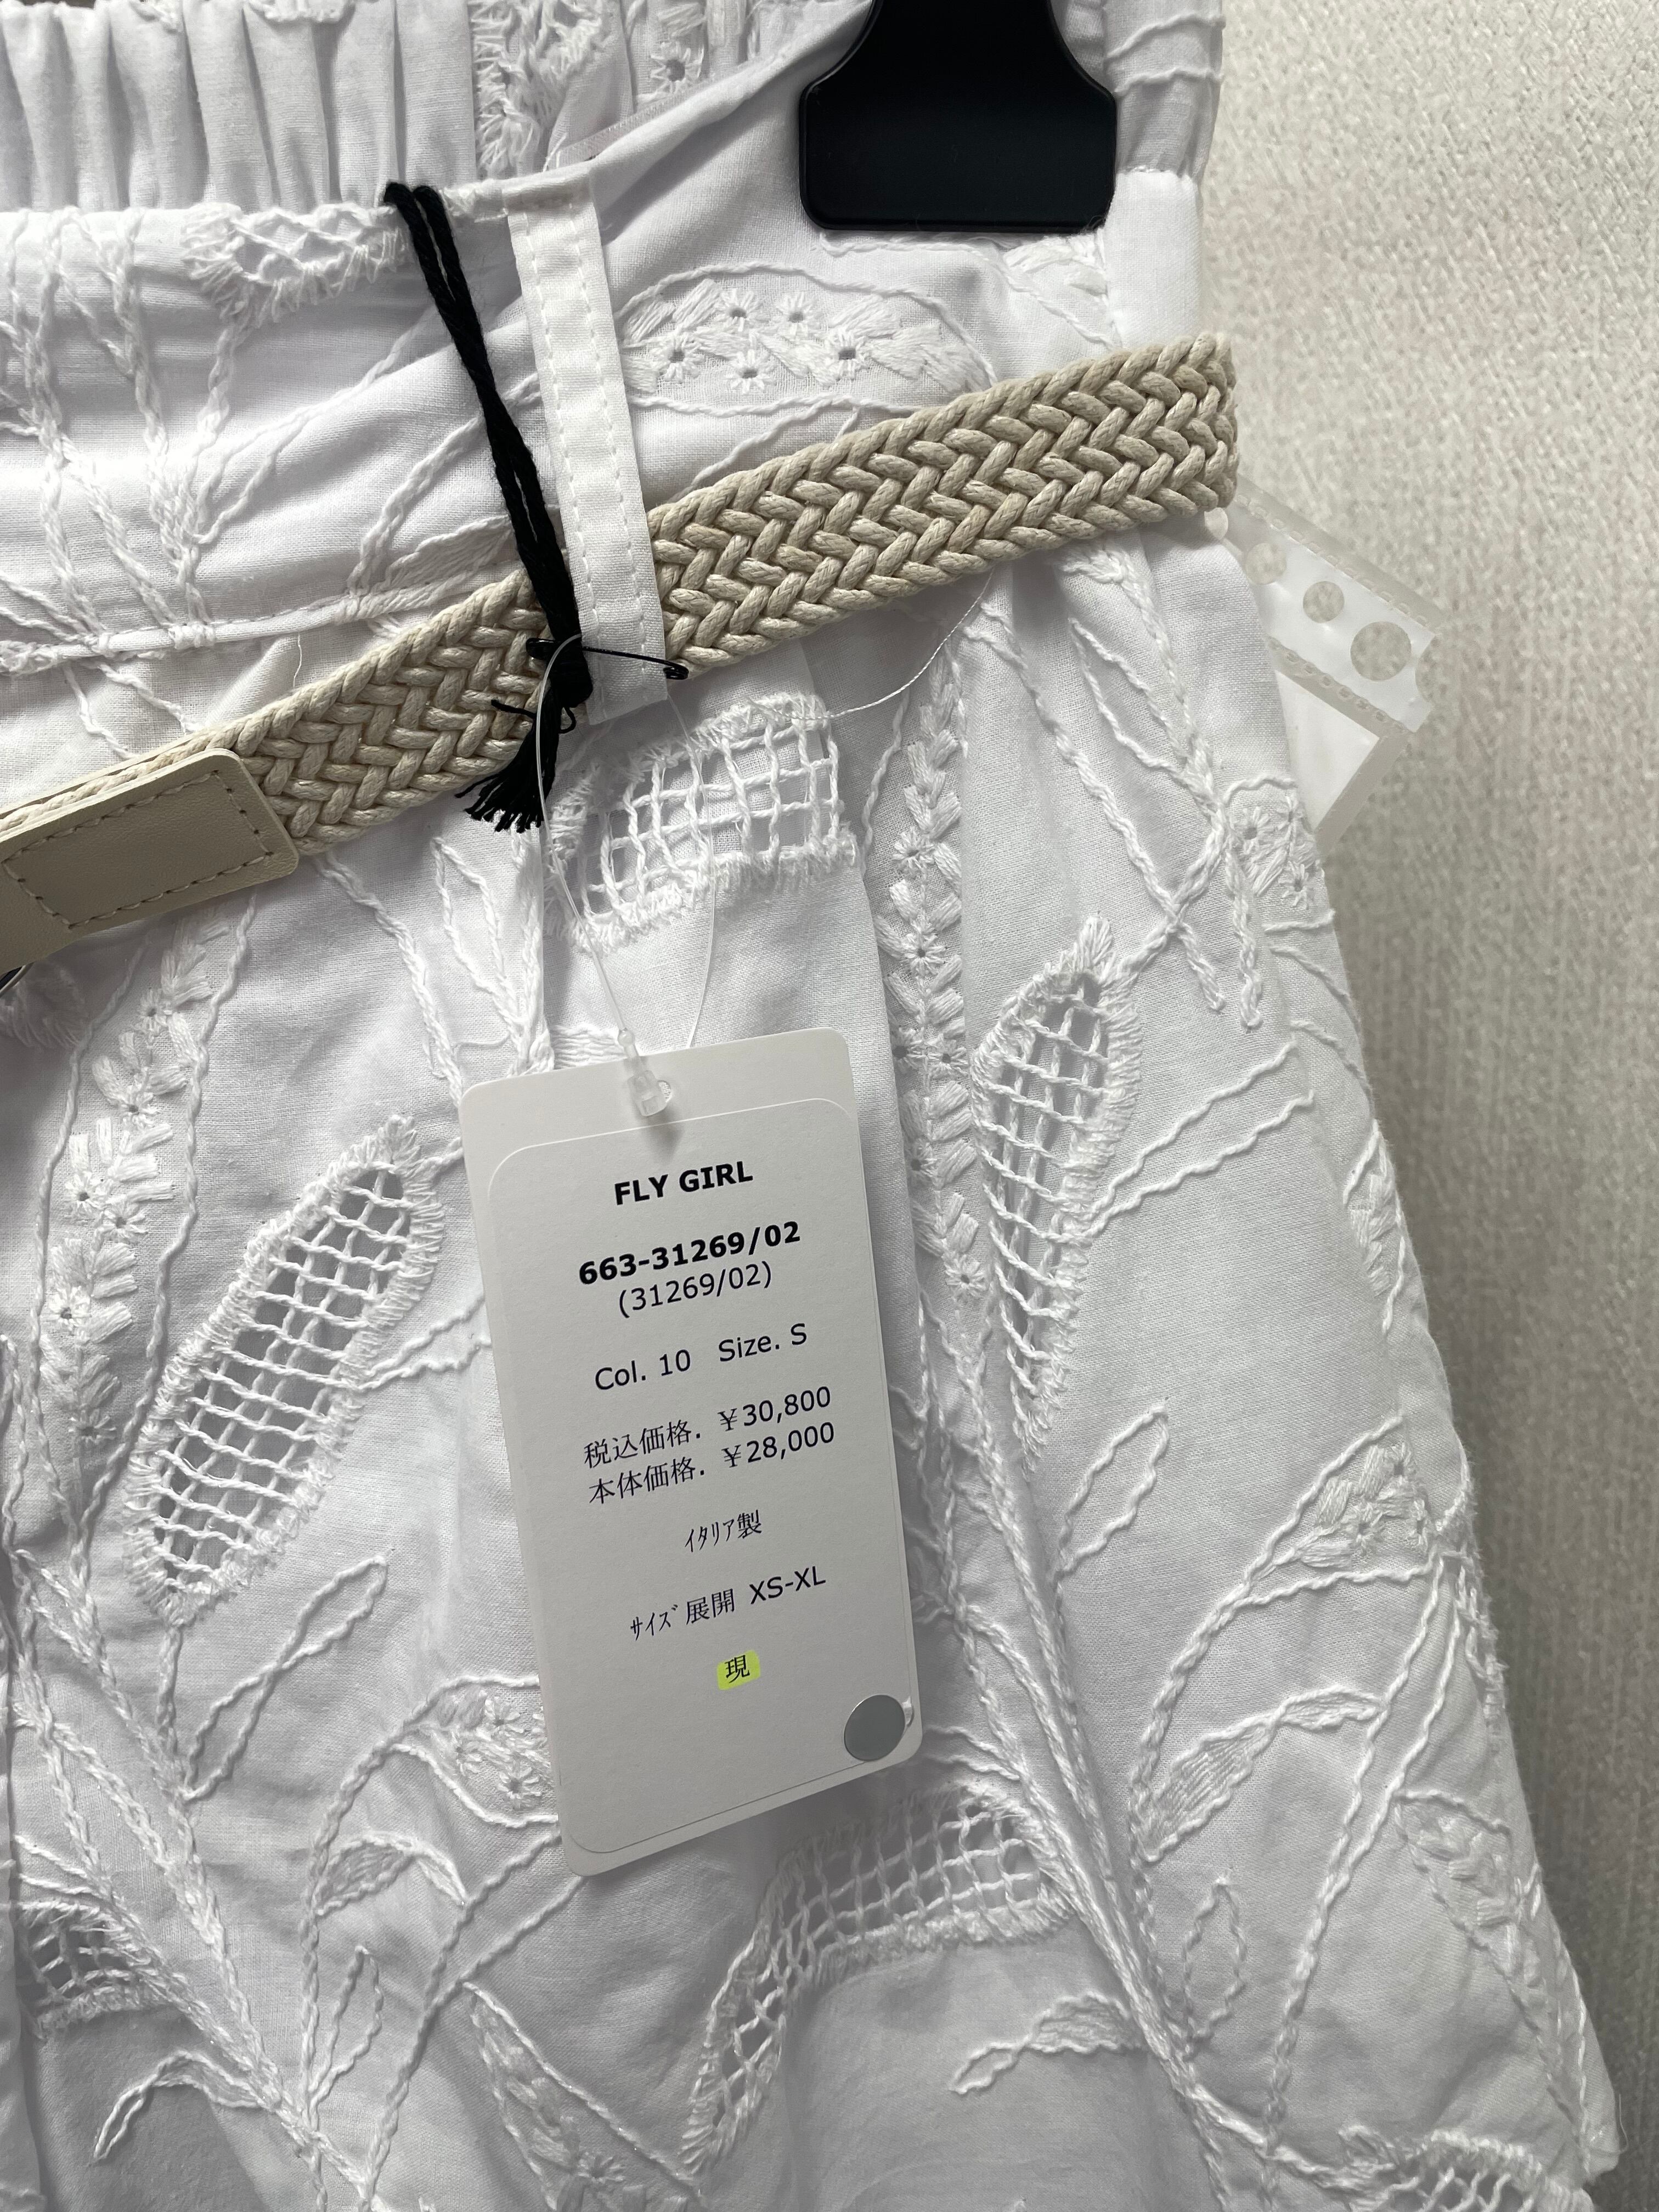 FLY GIRL
663-31269/02
(31269/02)
Col. 10 Size. S
税込価格. ¥30,800
本体価格. ¥28,000
ｲﾀﾘｱ製
ｻｲｽﾞ展開 XS-XL
現